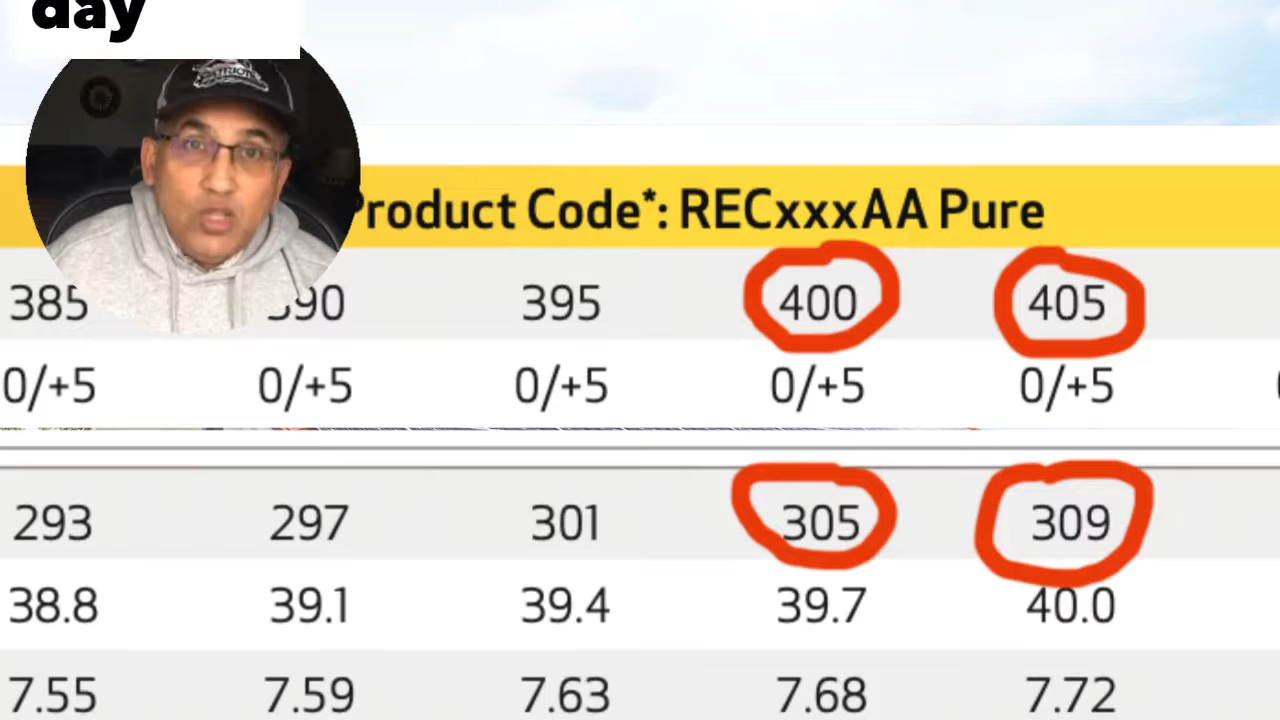 day
PATRIOTS
Product Code*: RECxxxAA Pure
385 390 395 400 405
0/+5 0/+5 0/+5 0/+5 0/+5
293 297 301 305 309
38.8 39.1 39.4 39.7 40.0
7.55 7.59 7.63 7.68 7.72